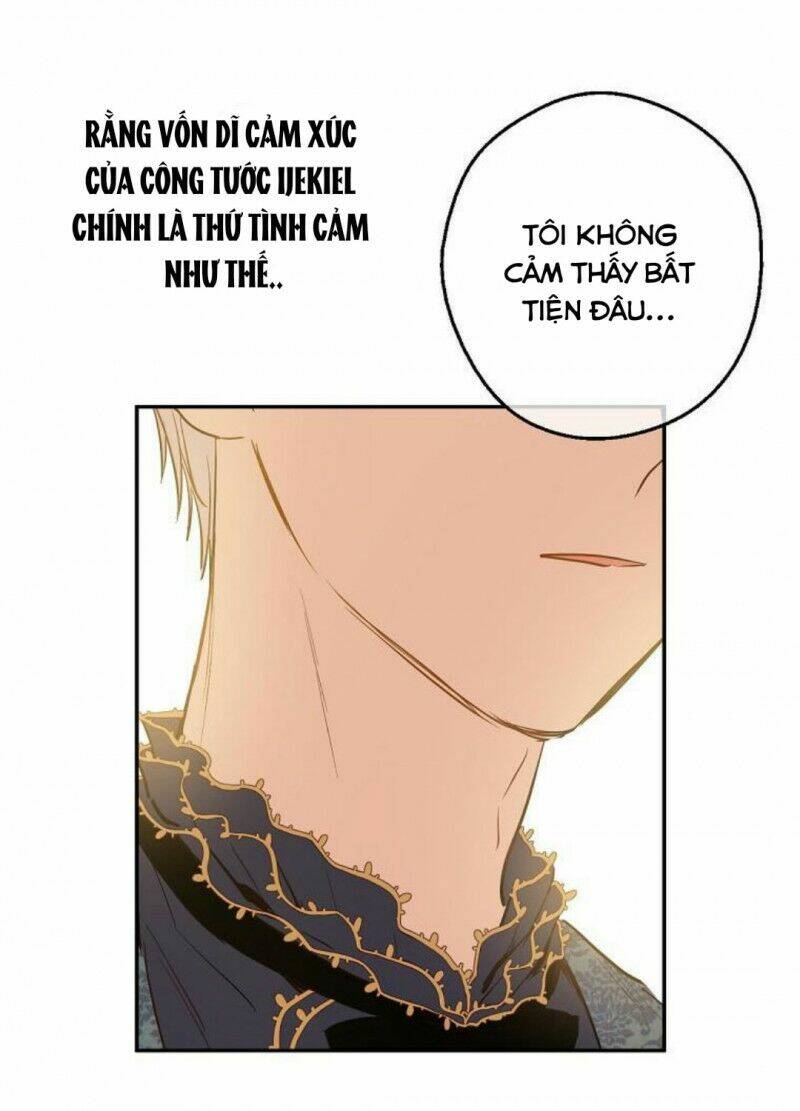 RẰNG VỐN DĨ CẢM XÚC
CỦA CÔNG TƯỚC IJEKIEL
CHÍNH LÀ THỨ TÌNH CẢM
NHƯ THẾ..
TÔI KHÔNG
CẢM THẤY BẤT
TIỆN ĐÂU...